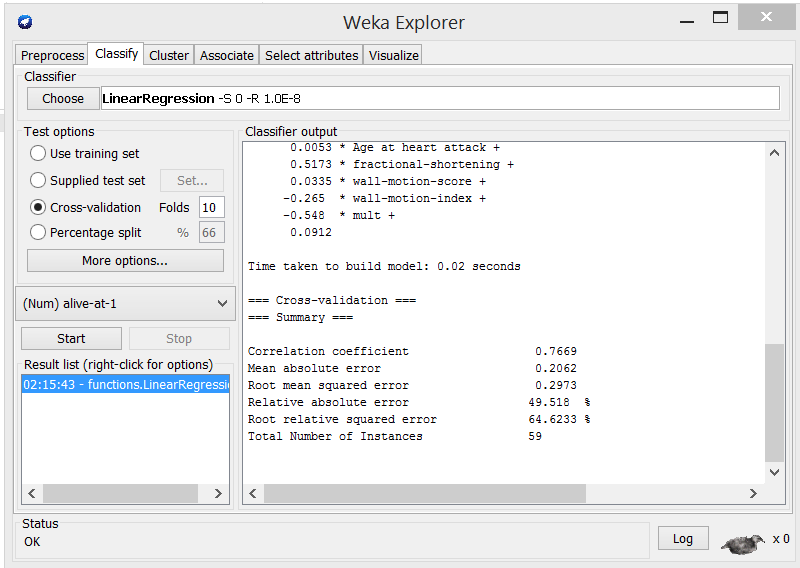 Weka Explorer
Preprocess Classify Cluster Associate Select attributes Visualize
Classifier
Choose LinearRegression -S 0 -R 1.0E-8
Test options
Use training set
Supplied test set Set...
Cross-validation Folds 10
Percentage split % 66
More options...
(Num) alive-at-1
Start Stop
Result list (right-click for options)
02:15:43 - functions.LinearRegressi
Classifier output
0.0053 * Age at heart attack +
0.5173 * fractional-shortening +
0.0335 * wall-motion-score +
-0.265 * wall-motion-index +
-0.548 * mult +
0.0912
Time taken to build model: 0.02 seconds
=== Cross-validation ===
=== Summary ===
Correlation coefficient 0.7669
Mean absolute error 0.2062
Root mean squared error 0.2973
Relative absolute error 49.518 %
Root relative squared error 64.6233 %
Total Number of Instances 59
Status
OK
Log x 0